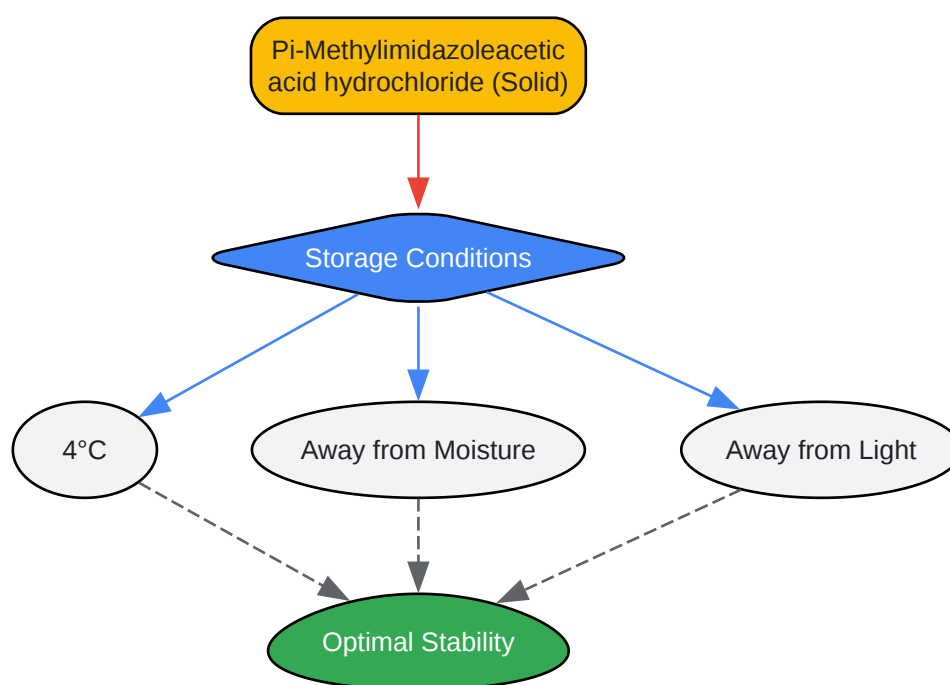 Pi-Methylimidazoleacetic
acid hydrochloride (Solid)
Storage Conditions
4°C
Away from Moisture
Away from Light
Optimal Stability